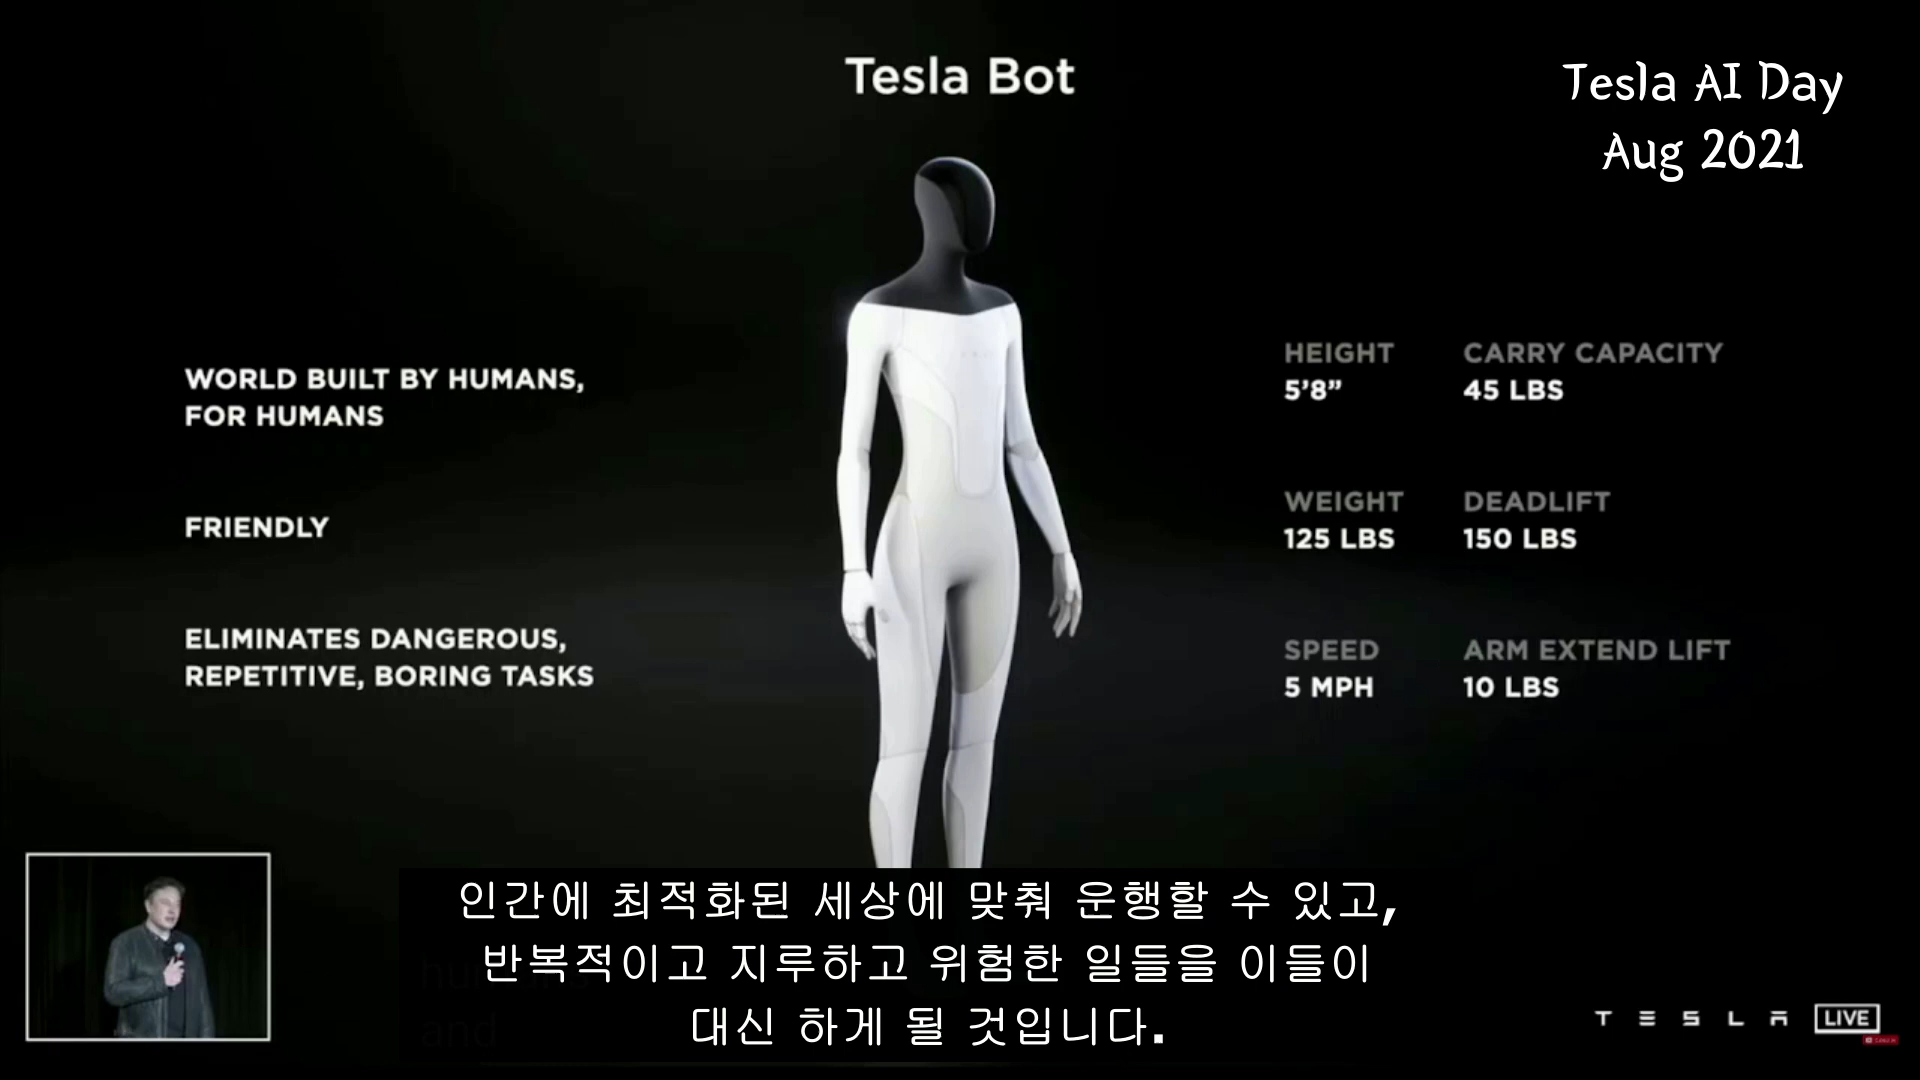 Tesla Bot
Tesla AI Day
Aug 2021
WORLD BUILT BY HUMANS,
FOR HUMANS
FRIENDLY
ELIMINATES DANGEROUS,
REPETITIVE, BORING TASKS
HEIGHT
5’8”
CARRY CAPACITY
45 LBS
WEIGHT
125 LBS
DEADLIFT
150 LBS
SPEED
5 MPH
ARM EXTEND LIFT
10 LBS
인간에 최적화된 세상에 맞춰 운행할 수 있고,
반복적이고 지루하고 위험한 일들을 이들이
대신 하게 될 것입니다.
and
TESLA LIVE